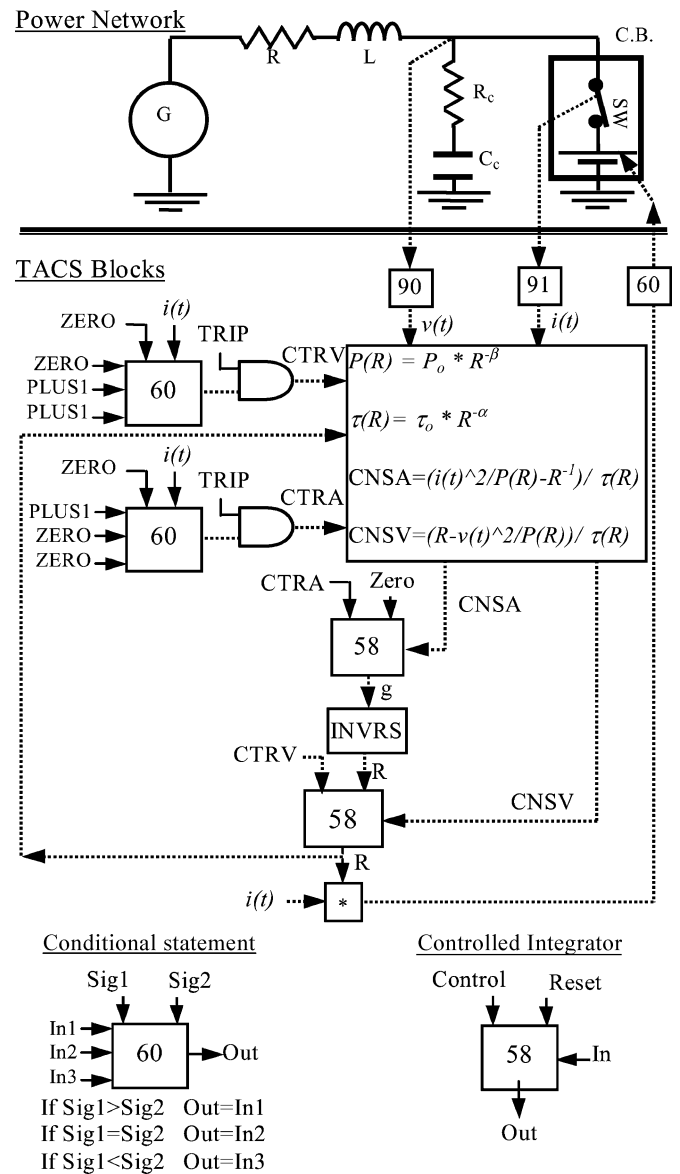 Power Network
C.B.
R
L
G
R_c
SW
C_c
TACS Blocks
90
91
60
ZERO
i(t)
TRIP
v(t)
i(t)
CTRV
ZERO
PLUS1
PLUS1
60
P(R) = P_o * R^-β
τ(R) = τ_o * R^-α
ZERO
i(t)
TRIP
CTRA
PLUS1
ZERO
ZERO
60
CNSA=(i(t)^2/P(R)-R^-1)/ τ(R)
CNSV=(R-v(t)^2/P(R))/ τ(R)
CTRA
Zero
CNSA
58
g
INVRS
CTRV
R
CNSV
58
R
i(t)
*
Conditional statement
Controlled Integrator
Sig1
Sig2
Control
Reset
In1
In2
In3
60
Out
58
In
Out
If Sig1>Sig2 Out=In1
If Sig1=Sig2 Out=In2
If Sig1<Sig2 Out=In3